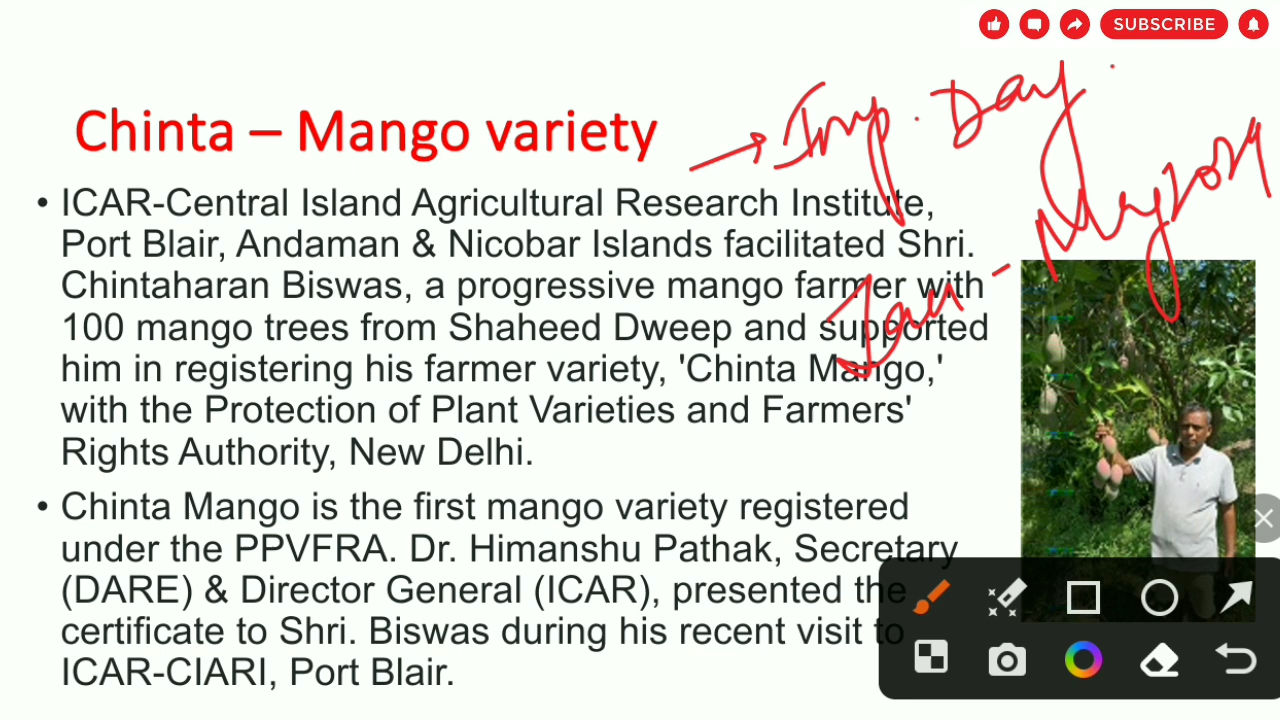 SUBSCRIBE
Chinta – Mango variety
→ Imp. Day.
Jan - May 2024
• ICAR-Central Island Agricultural Research Institute,
Port Blair, Andaman & Nicobar Islands facilitated Shri.
Chintaharan Biswas, a progressive mango farmer with
100 mango trees from Shaheed Dweep and supported
him in registering his farmer variety, 'Chinta Mango,'
with the Protection of Plant Varieties and Farmers'
Rights Authority, New Delhi.
• Chinta Mango is the first mango variety registered
under the PPVFRA. Dr. Himanshu Pathak, Secretary
(DARE) & Director General (ICAR), presented the
certificate to Shri. Biswas during his recent visit to
ICAR-CIARI, Port Blair.